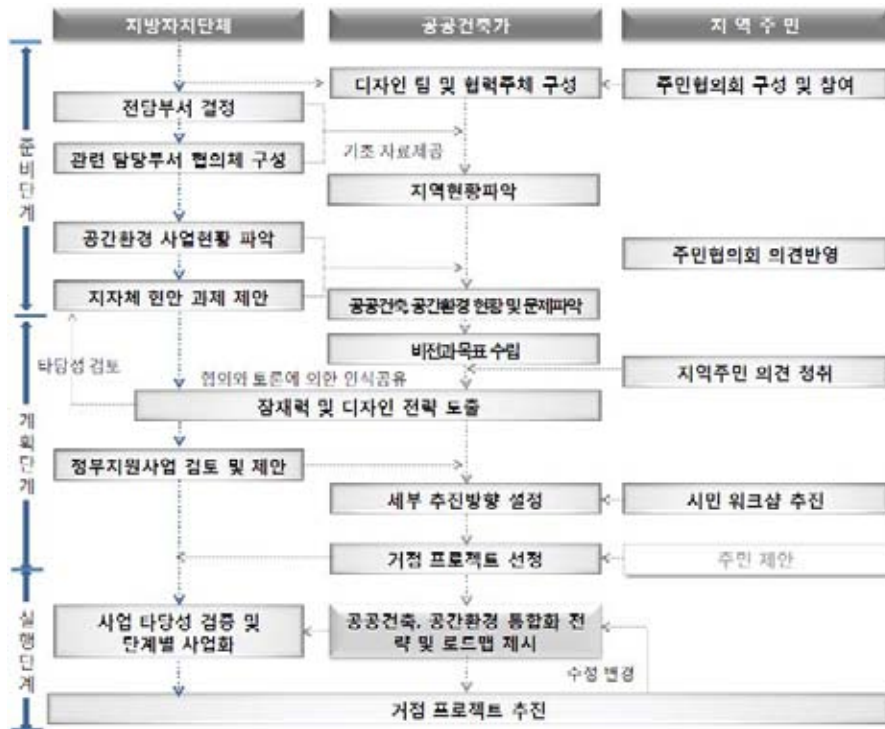 지방자치단체
공공건축가
지역주민
디자인 팀 및 협력주체 구성
주민협의회 구성 및 참여
전담부서 결정
기초 자료제공
관련 담당부서 협의체 구성
지역현황파악
준비단계
공간환경 사업현황 파악
주민협의회 의견반영
지자체 현안 과제 제안
공공건축, 공간환경 현황 및 문제파악
비전과 목표 수립
타당성 검토
협의와 토론에 의한 인식공유
지역주민 의견 청취
잠재력 및 디자인 전략 도출
계획단계
정부지원사업 검토 및 제안
세부 추진방향 설정
시민 워크샵 추진
거점 프로젝트 선정
주민 제안
실행단계
사업 타당성 검증 및
단계별 사업화
공공건축, 공간환경 통합화 전
략 및 로드맵 제시
수정 변경
거점 프로젝트 추진